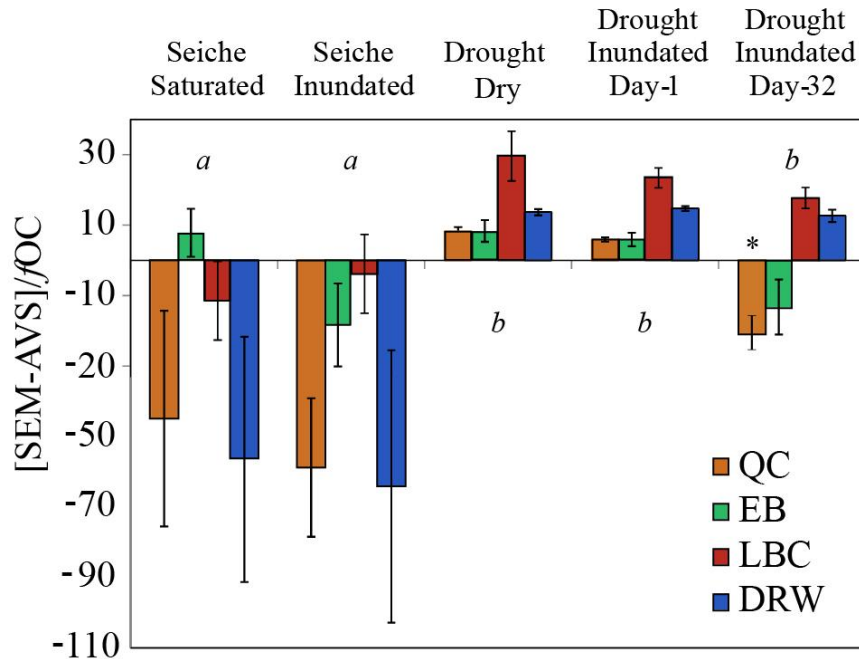 Seiche
Saturated
Seiche
Inundated
Drought
Dry
Drought
Inundated
Day-1
Drought
Inundated
Day-32
[SEM-AVS]/fOC
30
10
-10
-20
-50
-70
-90
-110
a
a
b
b
b
*
QC
EB
LBC
DRW